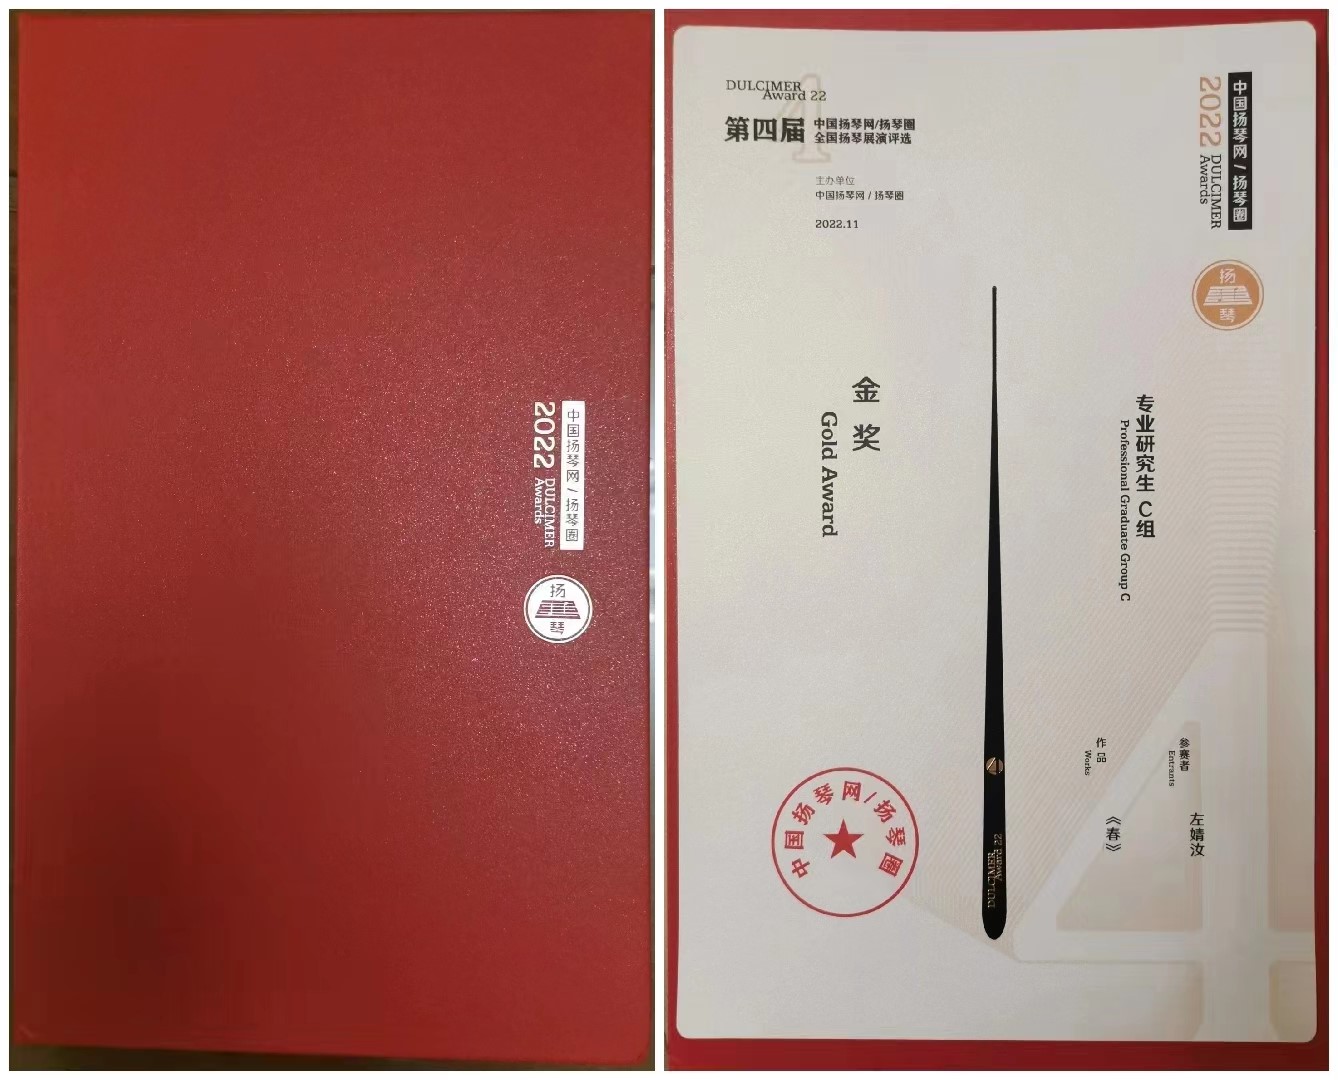 中国扬琴网/扬琴圈
2022 DULCIMER
Awards
扬
琴
DULCIMER
Award 22
4
第四届
中国扬琴网/扬琴圈
全国扬琴展演评选
主办单位
中国扬琴网 / 扬琴圈
2022.11
中国扬琴网/扬琴圈
2022 DULCIMER
Awards
扬
琴
专业研究生 C组
Professional Graduate Group C
金奖
Gold Award
参赛者
Entrants
左婧汝
作品
Works
《春》
4
DULCIMER
Award 22
中国扬琴网/扬琴圈
4